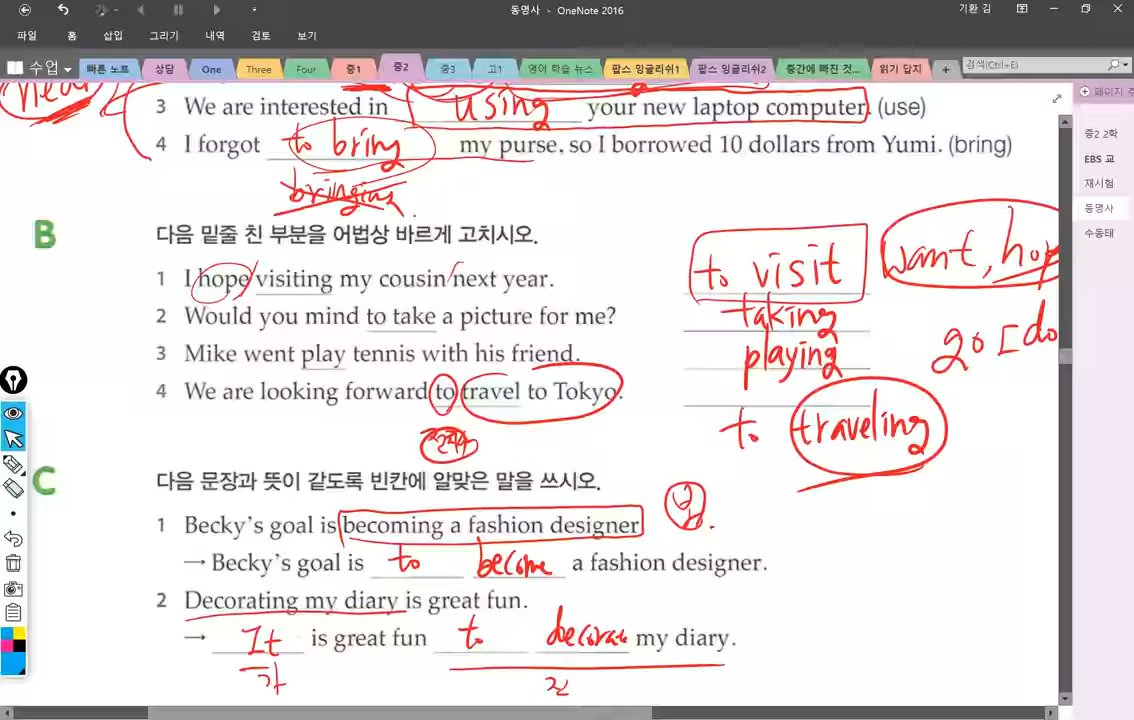 동명사 - OneNote 2016
기환 김
파일 홈 삽입 그리기 내역 검토 보기
수업 빠른 노트 상담 One Three Four 중1 중2 중3 고1 영어 학습 뉴스 팝스 잉글리쉬1 팝스 잉글리쉬2 중간에 빠진 것... 읽기 답지 + 검색(Ctrl+E)
페이지 추
중2 2학
EBS 교
재시험
동명사
수동태
3 We are interested in using your new laptop computer. (use)
4 I forgot to bring my purse, so I borrowed 10 dollars from Yumi. (bring)
bringing
B 다음 밑줄 친 부분을 어법상 바르게 고치시오.
1 I hope visiting my cousin next year. to visit want, hop
2 Would you mind to take a picture for me? taking
3 Mike went play tennis with his friend. playing go do
4 We are looking forward to travel to Tokyo. to traveling
전치사
C 다음 문장과 뜻이 같도록 빈칸에 알맞은 말을 쓰시오.
1 Becky's goal is becoming a fashion designer.
→ Becky's goal is to become a fashion designer.
2 Decorating my diary is great fun.
→ It is great fun to decorate my diary.
가 진